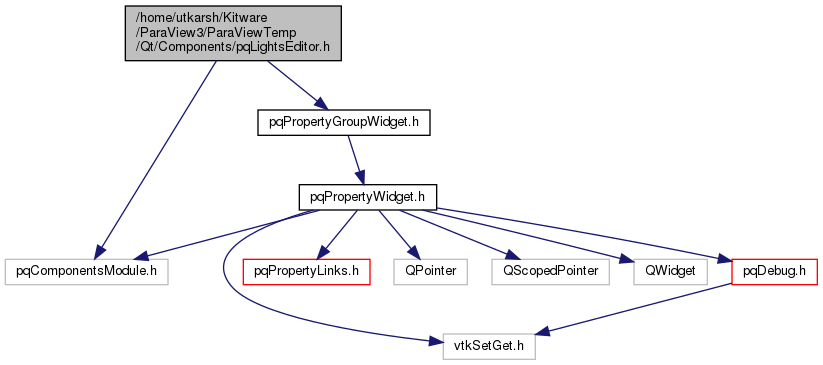 /home/utkarsh/Kitware
/ParaView3/ParaViewTemp
/Qt/Components/pqLightsEditor.h
pqPropertyGroupWidget.h
pqPropertyWidget.h
pqComponentsModule.h
pqPropertyLinks.h
QPointer
QScopedPointer
QWidget
pqDebug.h
vtkSetGet.h